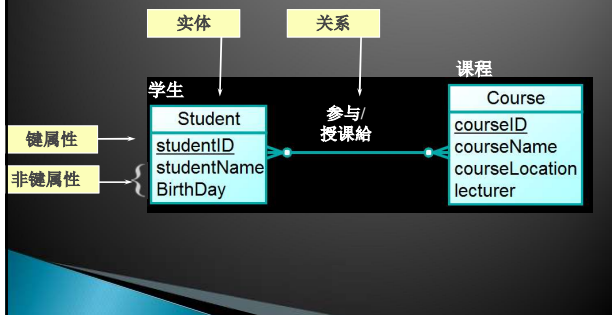 实体
关系
课程
学生
Student
参与/
授课給
Course
键属性
studentID
studentName
BirthDay
非键属性
courseID
courseName
courseLocation
lecturer